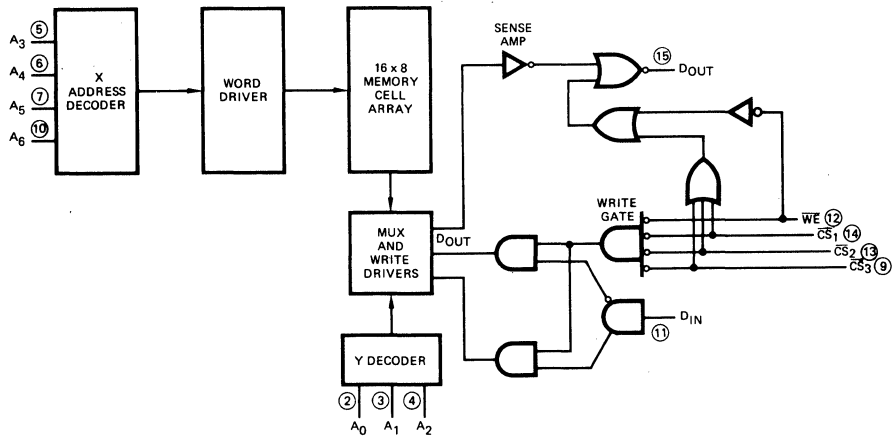 A3 5
A4 6
A5 7
A6 10
X
ADDRESS
DECODER
WORD
DRIVER
16 x 8
MEMORY
CELL
ARRAY
SENSE
AMP
15
DOUT
WRITE
GATE
WE 12
CS1 14
CS2 13
CS3 9
MUX
AND
WRITE
DRIVERS
DOUT
DIN
11
Y DECODER
2 3 4
A0 A1 A2